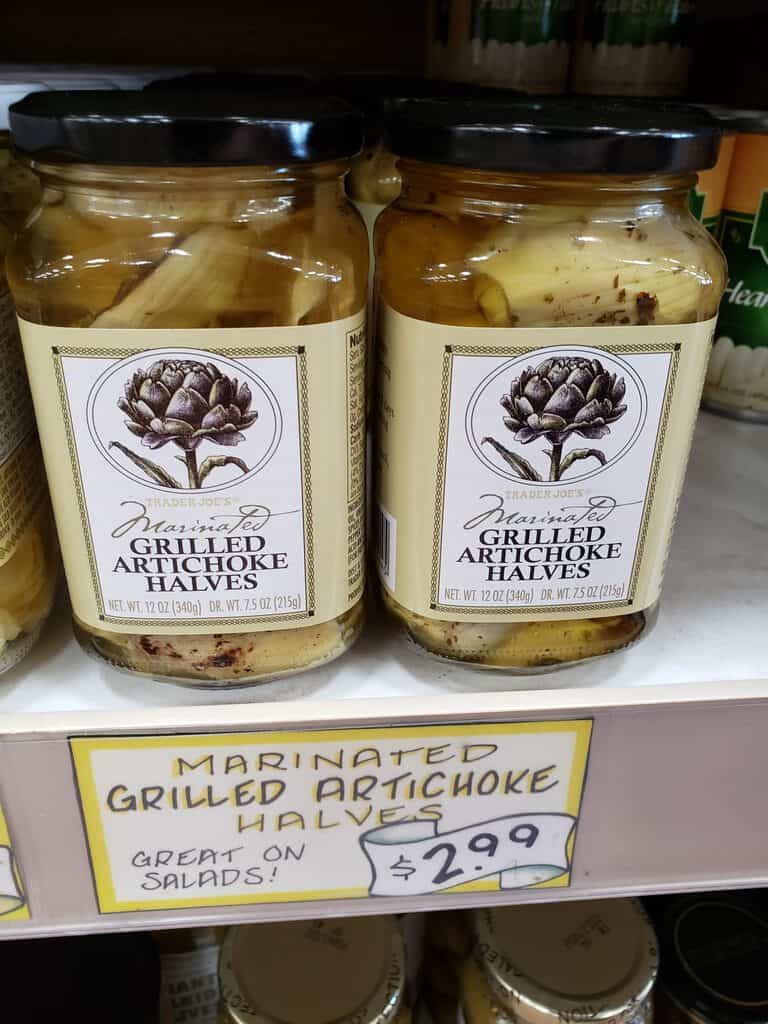 TRADER JOE'S®
Marinated
GRILLED
ARTICHOKE
HALVES
NET. WT. 12 OZ (340g) DR. WT. 7.5 OZ (215g)
TRADER JOE'S®
Marinated
GRILLED
ARTICHOKE
HALVES
NET. WT. 12 OZ (340g) DR. WT. 7.5 OZ (215g)
MARINATED
GRILLED ARTICHOKE
HALVES
GREAT ON
SALADS!
$2.99